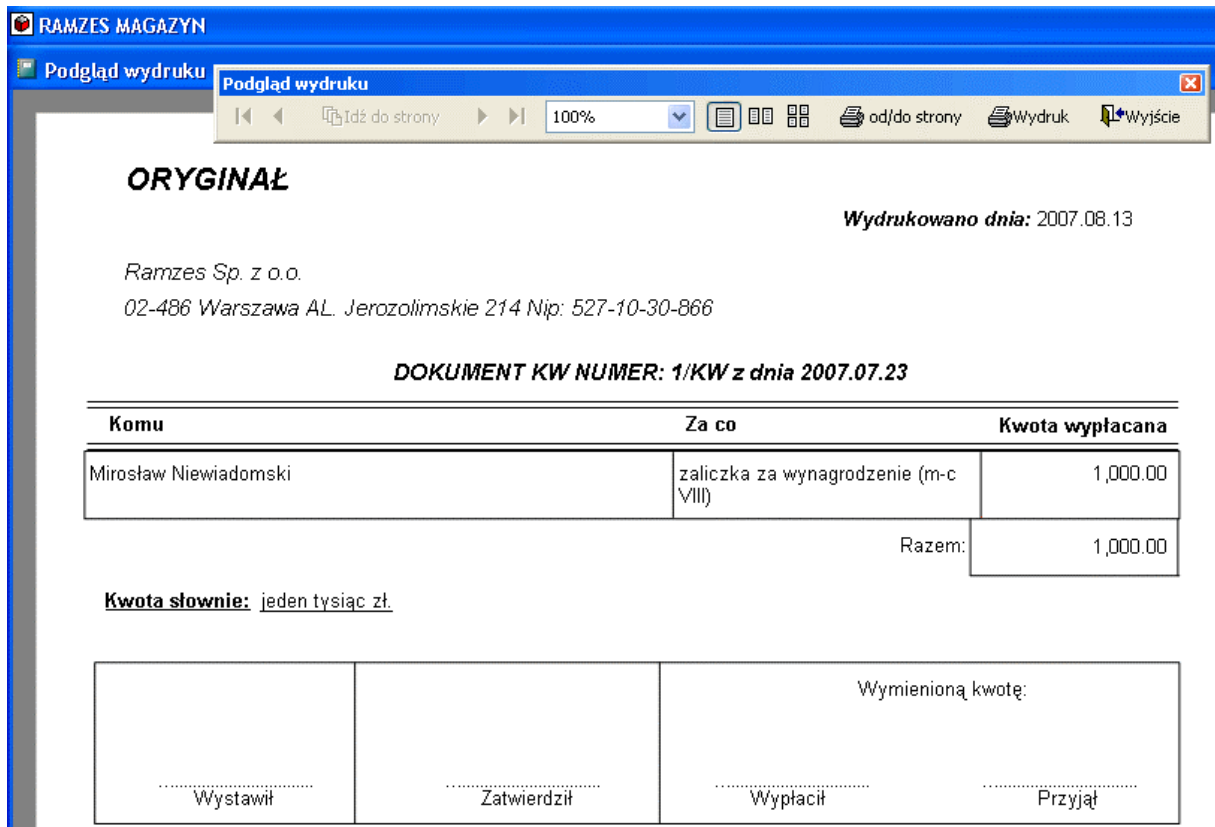 RAMZES MAGAZYN
Podgląd wydruku
Podgląd wydruku
Idź do strony 100% od/do strony Wydruk Wyjście
ORYGINAŁ
Wydrukowano dnia: 2007.08.13
Ramzes Sp. z o.o.
02-486 Warszawa AL. Jerozolimskie 214 Nip: 527-10-30-866
DOKUMENT KW NUMER: 1/KW z dnia 2007.07.23
Komu Za co Kwota wypłacana
Mirosław Niewiadomski zaliczka za wynagrodzenie (m-c 1,000.00
VIII)
Razem: 1,000.00
Kwota słownie: jeden tysiąc zł.
Wymienioną kwotę:
Wystawił Zatwierdził Wypłacił Przyjął